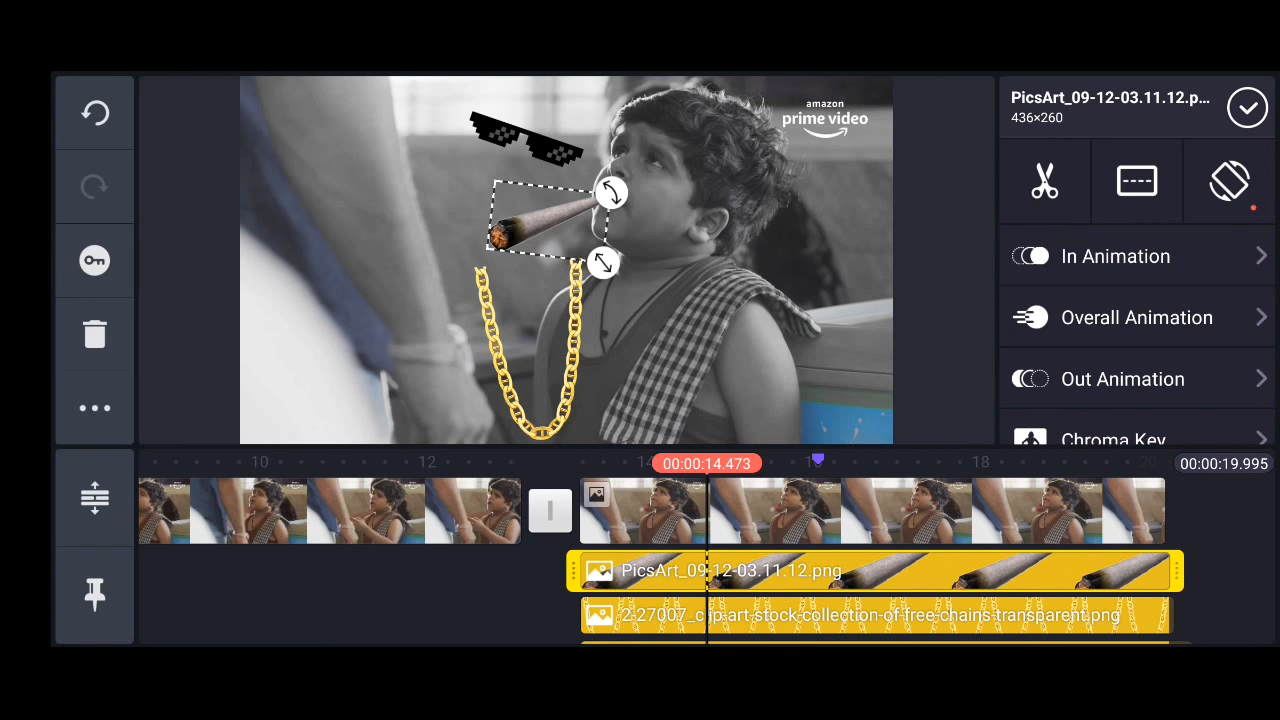 amazon
prime video
PicsArt_09-12-03.11.12.p...
436×260
In Animation
Overall Animation
Out Animation
Chroma Key
10
12
14
00:00:14.473
16
18
20
00:00:19.995
PicsArt_09-12-03.11.12.png
2-27007_clip-art-stock-collection-of-free-chains-transparent.png